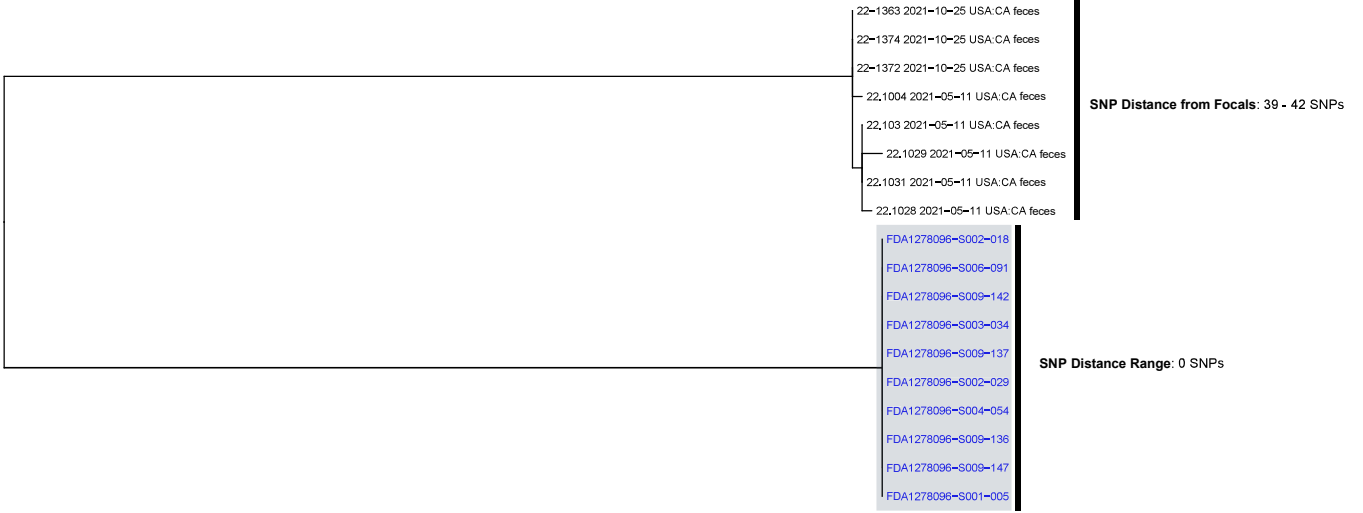 22-1363 2021-10-25 USA:CA feces
22-1374 2021-10-25 USA:CA feces
22-1372 2021-10-25 USA:CA feces
22.1004 2021-05-11 USA:CA feces
SNP Distance from Focals: 39 - 42 SNPs
22.103 2021-05-11 USA:CA feces
22.1029 2021-05-11 USA:CA feces
22.1031 2021-05-11 USA:CA feces
22.1028 2021-05-11 USA:CA feces
FDA1278096-S002-018
FDA1278096-S006-091
FDA1278096-S009-142
FDA1278096-S003-034
FDA1278096-S009-137
SNP Distance Range: 0 SNPs
FDA1278096-S002-029
FDA1278096-S004-054
FDA1278096-S009-136
FDA1278096-S009-147
FDA1278096-S001-005